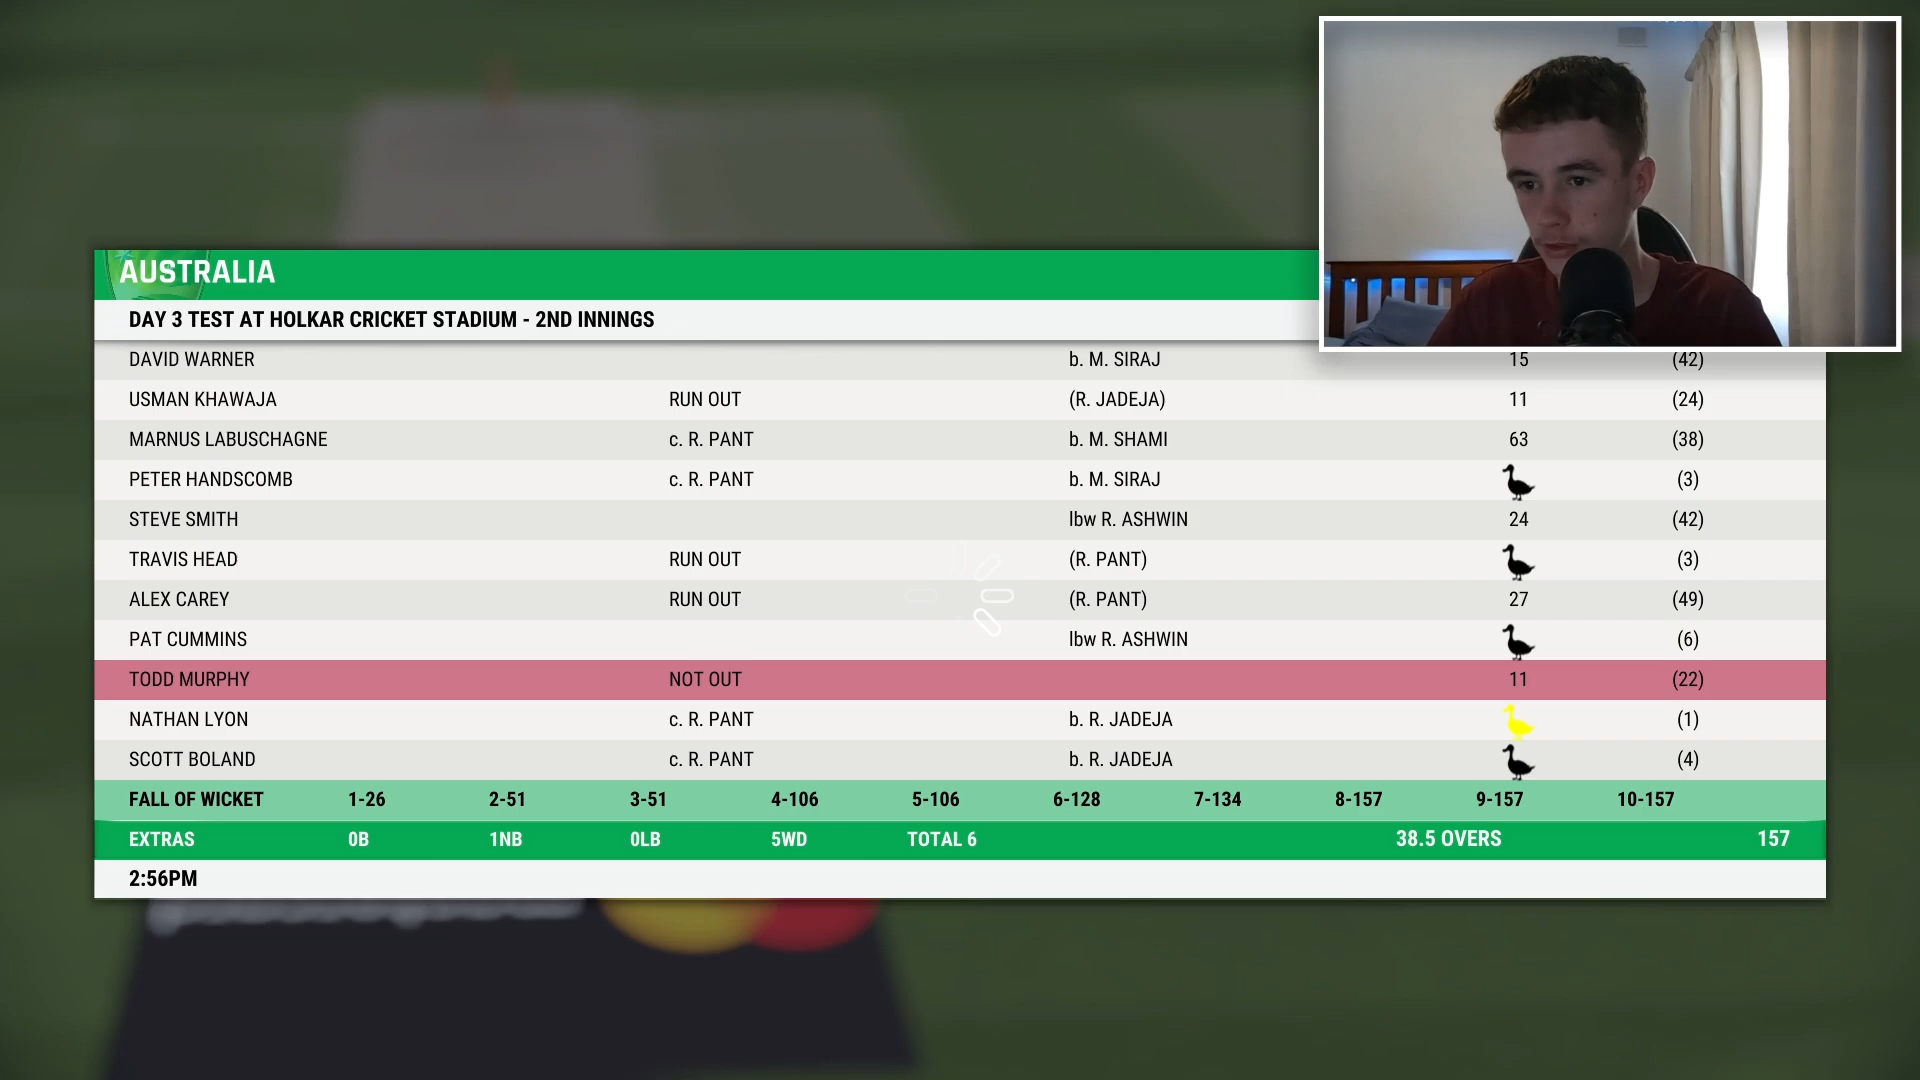 AUSTRALIA
DAY 3 TEST AT HOLKAR CRICKET STADIUM - 2ND INNINGS
DAVID WARNER b. M. SIRAJ 15 (42)
USMAN KHAWAJA RUN OUT (R. JADEJA) 11 (24)
MARNUS LABUSCHAGNE c. R. PANT b. M. SHAMI 63 (38)
PETER HANDSCOMB c. R. PANT b. M. SIRAJ (3)
STEVE SMITH lbw R. ASHWIN 24 (42)
TRAVIS HEAD RUN OUT (R. PANT) (3)
ALEX CAREY RUN OUT (R. PANT) 27 (49)
PAT CUMMINS lbw R. ASHWIN (6)
TODD MURPHY NOT OUT 11 (22)
NATHAN LYON c. R. PANT b. R. JADEJA (1)
SCOTT BOLAND c. R. PANT b. R. JADEJA (4)
FALL OF WICKET 1-26 2-51 3-51 4-106 5-106 6-128 7-134 8-157 9-157 10-157
EXTRAS 0B 1NB 0LB 5WD TOTAL 6 38.5 OVERS 157
2:56PM